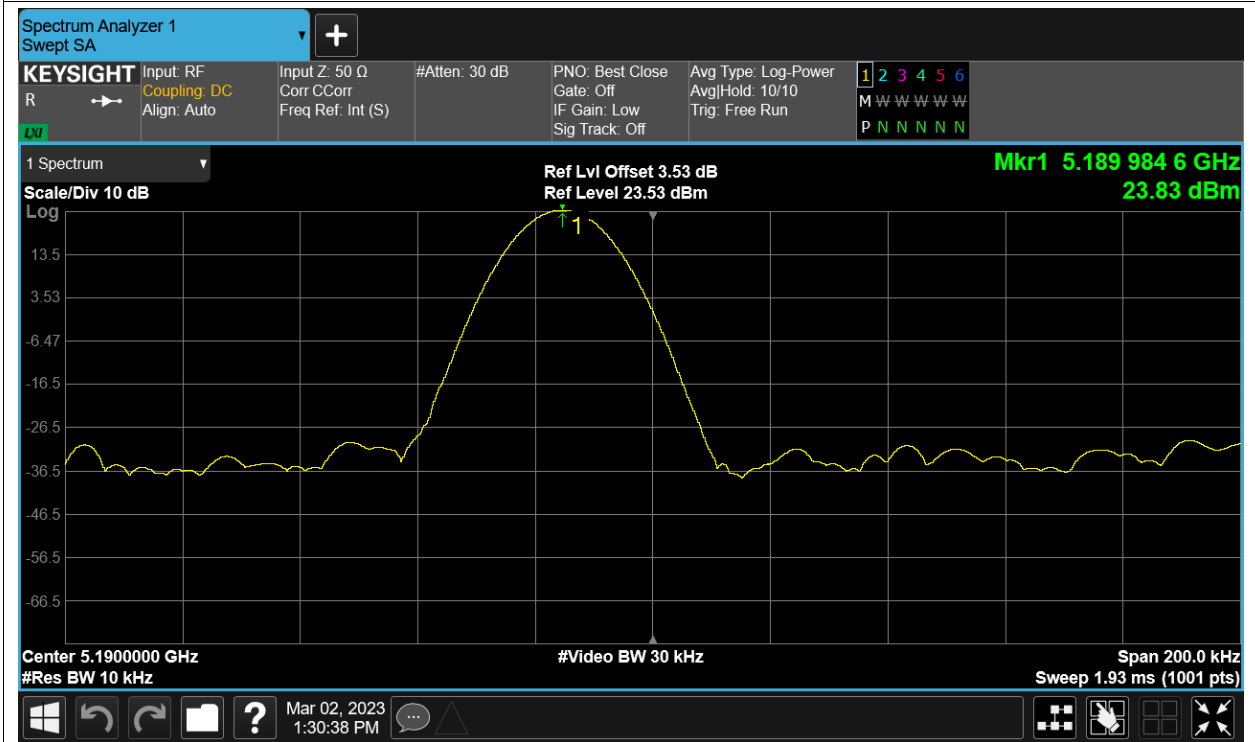 Spectrum Analyzer 1
Swept SA
+
KEYSIGHT
R
LXI
Input: RF
Coupling: DC
Align: Auto
Input Z: 50 Ω
Corr CCorr
Freq Ref: Int (S)
#Atten: 30 dB
PNO: Best Close
Gate: Off
IF Gain: Low
Sig Track: Off
Avg Type: Log-Power
Avg|Hold: 10/10
Trig: Free Run
1 2 3 4 5 6
M W W W W W
P N N N N N
1 Spectrum
Scale/Div 10 dB
Ref Lvl Offset 3.53 dB
Ref Level 23.53 dBm
Mkr1 5.189 984 6 GHz
23.83 dBm
Log
1
13.5
3.53
-6.47
-16.5
-26.5
-36.5
-46.5
-56.5
-66.5
Center 5.1900000 GHz
#Video BW 30 kHz
Span 200.0 kHz
#Res BW 10 kHz
Sweep 1.93 ms (1001 pts)
?
Mar 02, 2023
1:30:38 PM